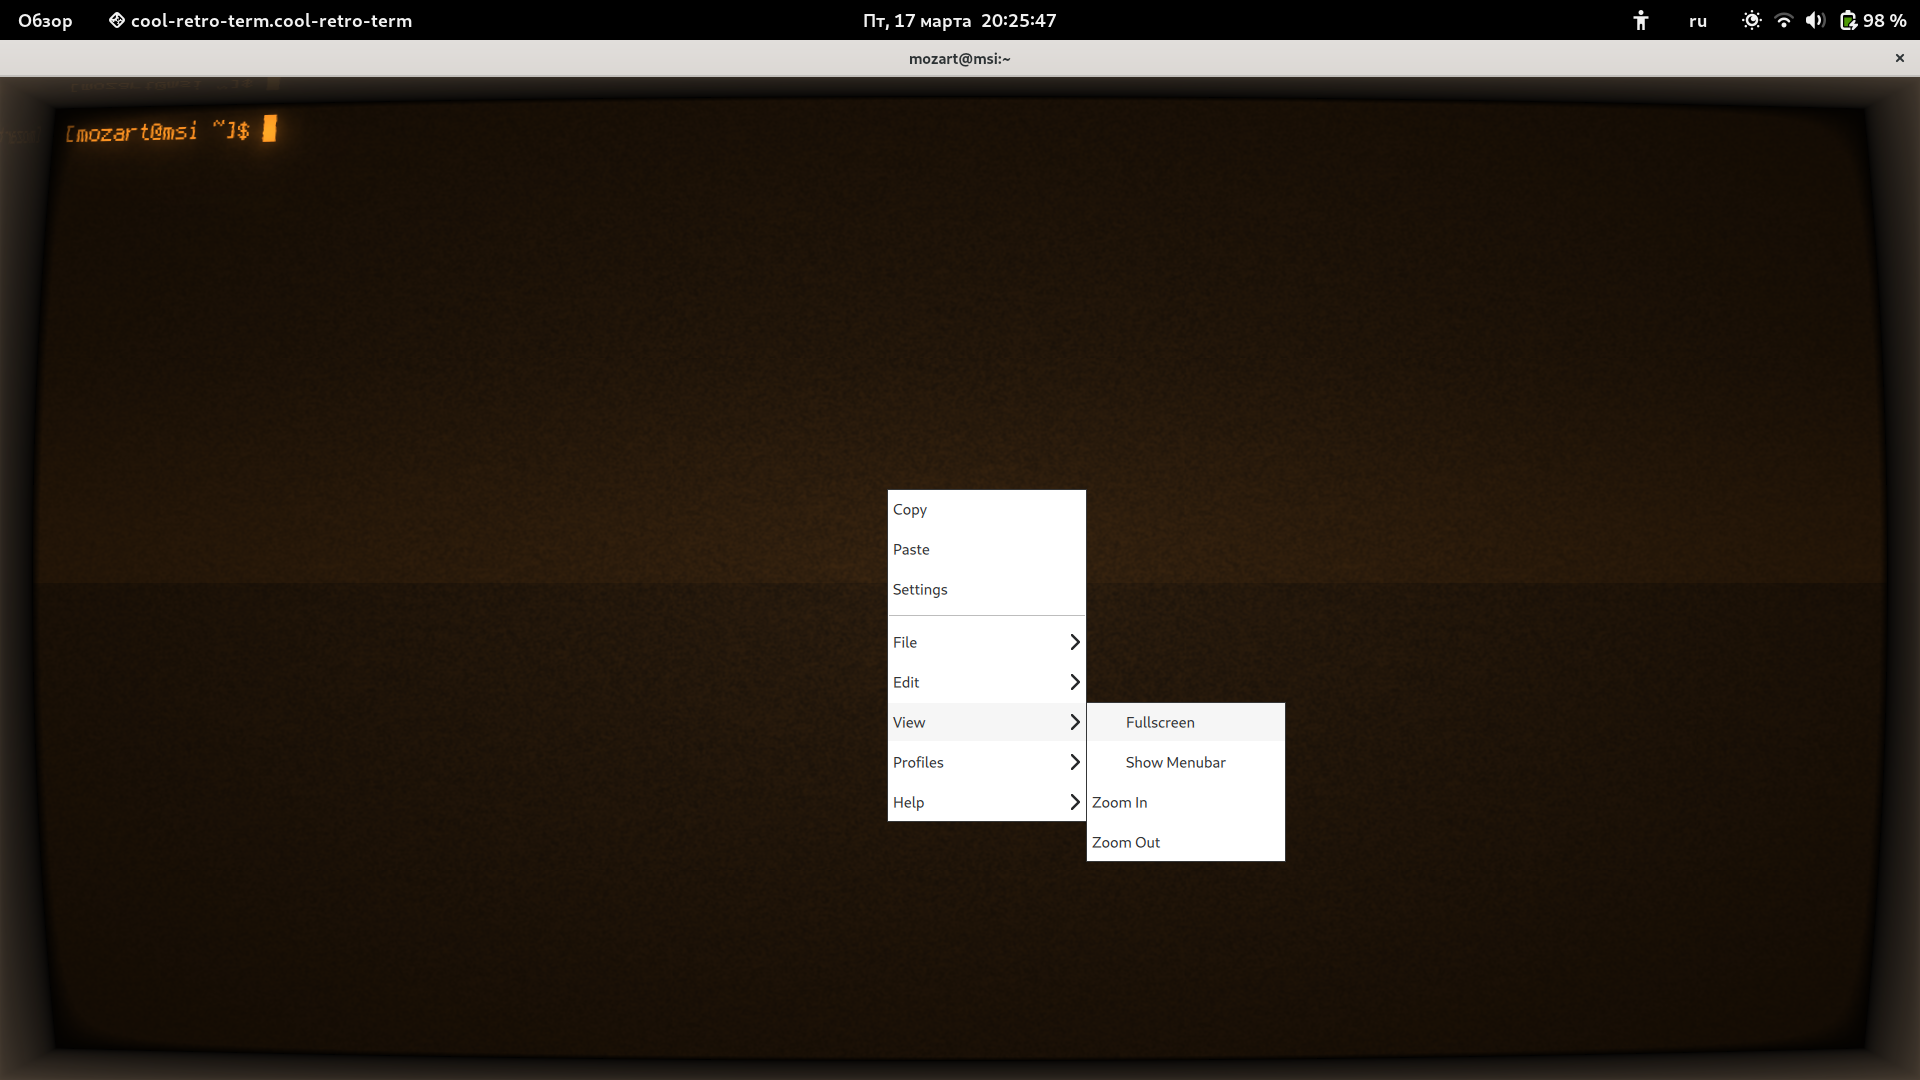 Обзор cool-retro-term.cool-retro-term Пт, 17 марта 20:25:47 ru 98 %
mozart@msi:~
[mozart@msi ~]$
Copy
Paste
Settings
File
Edit
View
Profiles
Help
Fullscreen
Show Menubar
Zoom In
Zoom Out